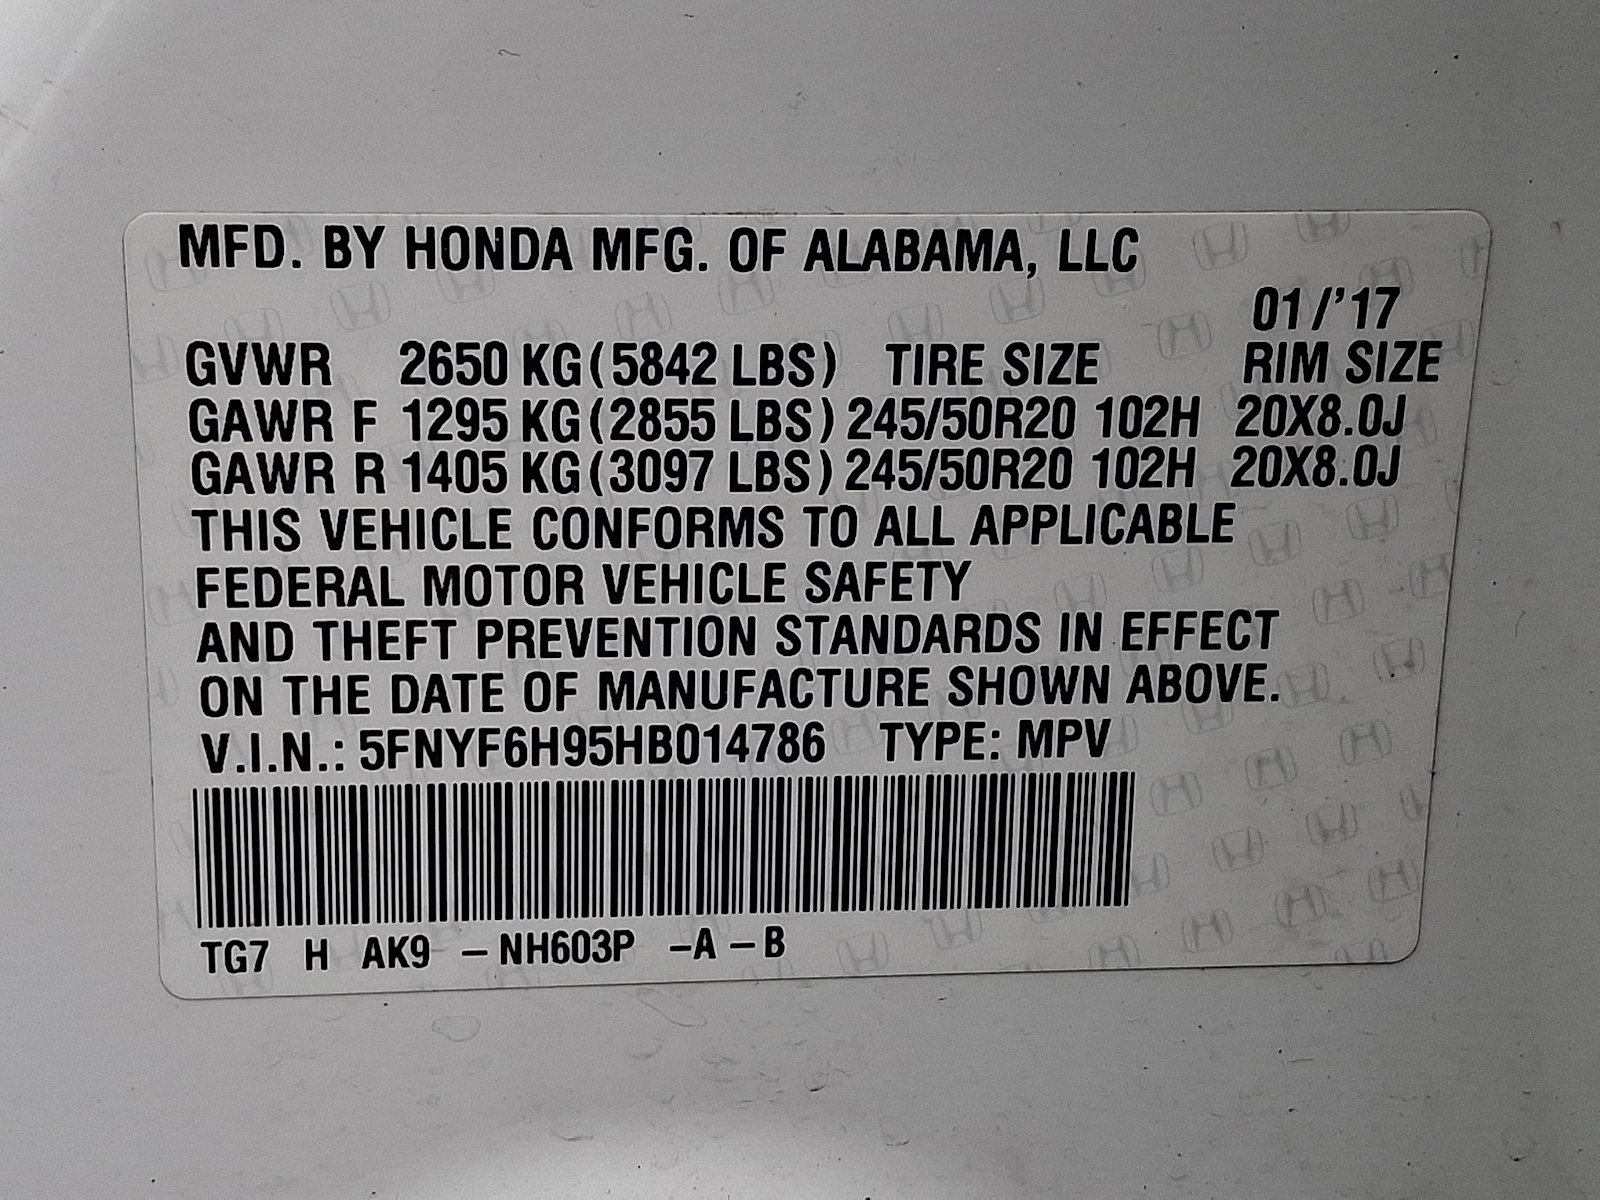 MFD. BY HONDA MFG. OF ALABAMA, LLC
01/'17
GVWR 2650 KG (5842 LBS) TIRE SIZE RIM SIZE
GAWR F 1295 KG (2855 LBS) 245/50R20 102H 20X8.0J
GAWR R 1405 KG (3097 LBS) 245/50R20 102H 20X8.0J
THIS VEHICLE CONFORMS TO ALL APPLICABLE
FEDERAL MOTOR VEHICLE SAFETY
AND THEFT PREVENTION STANDARDS IN EFFECT
ON THE DATE OF MANUFACTURE SHOWN ABOVE.
V.I.N.: 5FNYF6H95HB014786 TYPE: MPV
TG7 H AK9 – NH603P –A – B